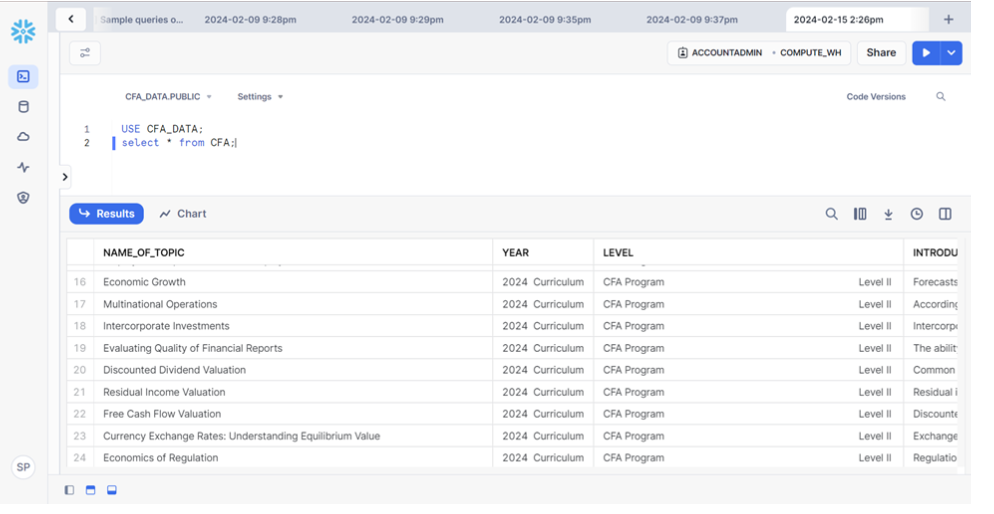 Sample queries o... 2024-02-09 9:28pm 2024-02-09 9:29pm 2024-02-09 9:35pm 2024-02-09 9:37pm 2024-02-15 2:26pm
ACCOUNTADMIN · COMPUTE_WH Share
CFA_DATA.PUBLIC Settings Code Versions
1 USE CFA_DATA;
2 select * from CFA;
Results Chart
NAME_OF_TOPIC YEAR LEVEL INTRODU
16 Economic Growth 2024 Curriculum CFA Program Level II Forecasts
17 Multinational Operations 2024 Curriculum CFA Program Level II According
18 Intercorporate Investments 2024 Curriculum CFA Program Level II Intercorpo
19 Evaluating Quality of Financial Reports 2024 Curriculum CFA Program Level II The abilit
20 Discounted Dividend Valuation 2024 Curriculum CFA Program Level II Common
21 Residual Income Valuation 2024 Curriculum CFA Program Level II Residual i
22 Free Cash Flow Valuation 2024 Curriculum CFA Program Level II Discounte
23 Currency Exchange Rates: Understanding Equilibrium Value 2024 Curriculum CFA Program Level II Exchange
24 Economics of Regulation 2024 Curriculum CFA Program Level II Regulatio
SP